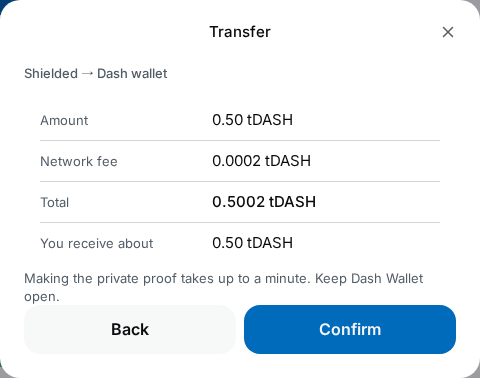 Transfer
Shielded → Dash wallet
Amount 0.50 tDASH
Network fee 0.0002 tDASH
Total 0.5002 tDASH
You receive about 0.50 tDASH
Making the private proof takes up to a minute. Keep Dash Wallet
open.
Back Confirm